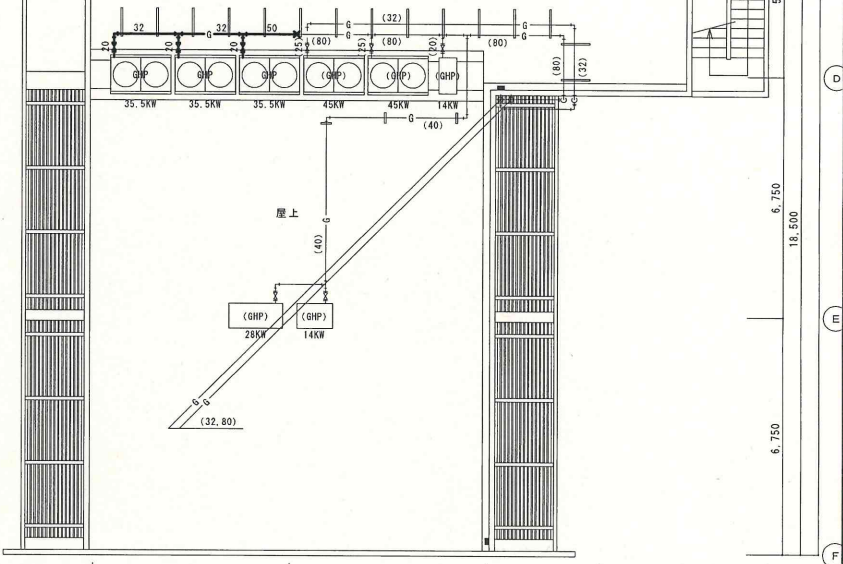 G (32) G
32 G 32 50 G G G
20 20 20 (25) (80) (25) (80) (20) (80) (80) (32)
GHP GHP GHP (GHP) (GHP) (GHP)
35.5KW 35.5KW 35.5KW 45KW 45KW 14KW
G G
G
(40)
D
屋上
G
(40)
6,750
18,500
(GHP) (GHP)
28KW 14KW
E
G G
(32,80)
6,750
F